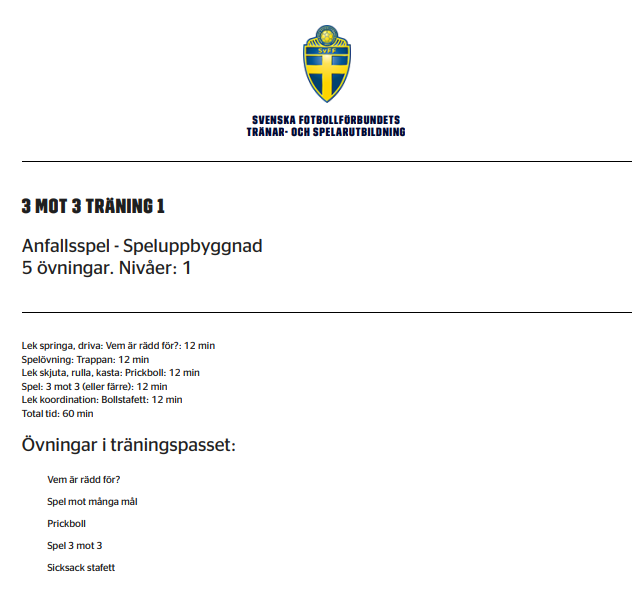 SvFF
SVENSKA FOTBOLLFÖRBUNDETS
TRÄNAR- OCH SPELARUTBILDNING
3 MOT 3 TRÄNING 1
Anfallsspel - Speluppbyggnad
5 övningar. Nivåer: 1
Lek springa, driva: Vem är rädd för?: 12 min
Spelövning: Trappan: 12 min
Lek skjuta, rulla, kasta: Prickboll: 12 min
Spel: 3 mot 3 (eller färre): 12 min
Lek koordination: Bollstafett: 12 min
Total tid: 60 min
Övningar i träningspasset:
Vem är rädd för?
Spel mot många mål
Prickboll
Spel 3 mot 3
Sicksack stafett